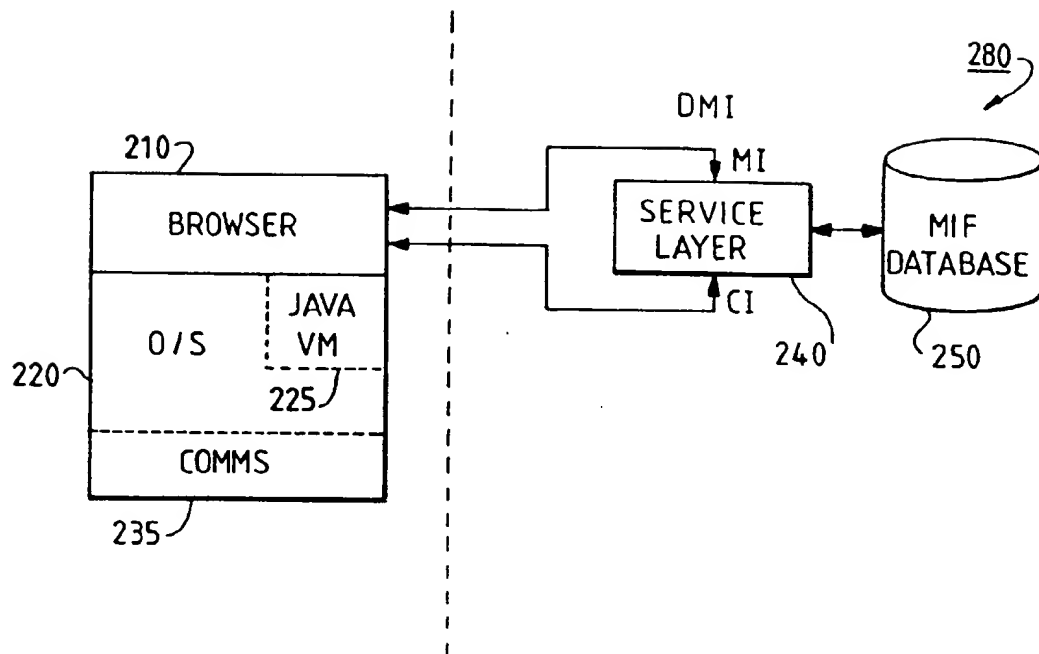 280
DMI
210
MI
BROWSER
SERVICE
LAYER
MIF
DATABASE
JAVA
VM
O/S
CI
220
225
240
250
COMMS
235